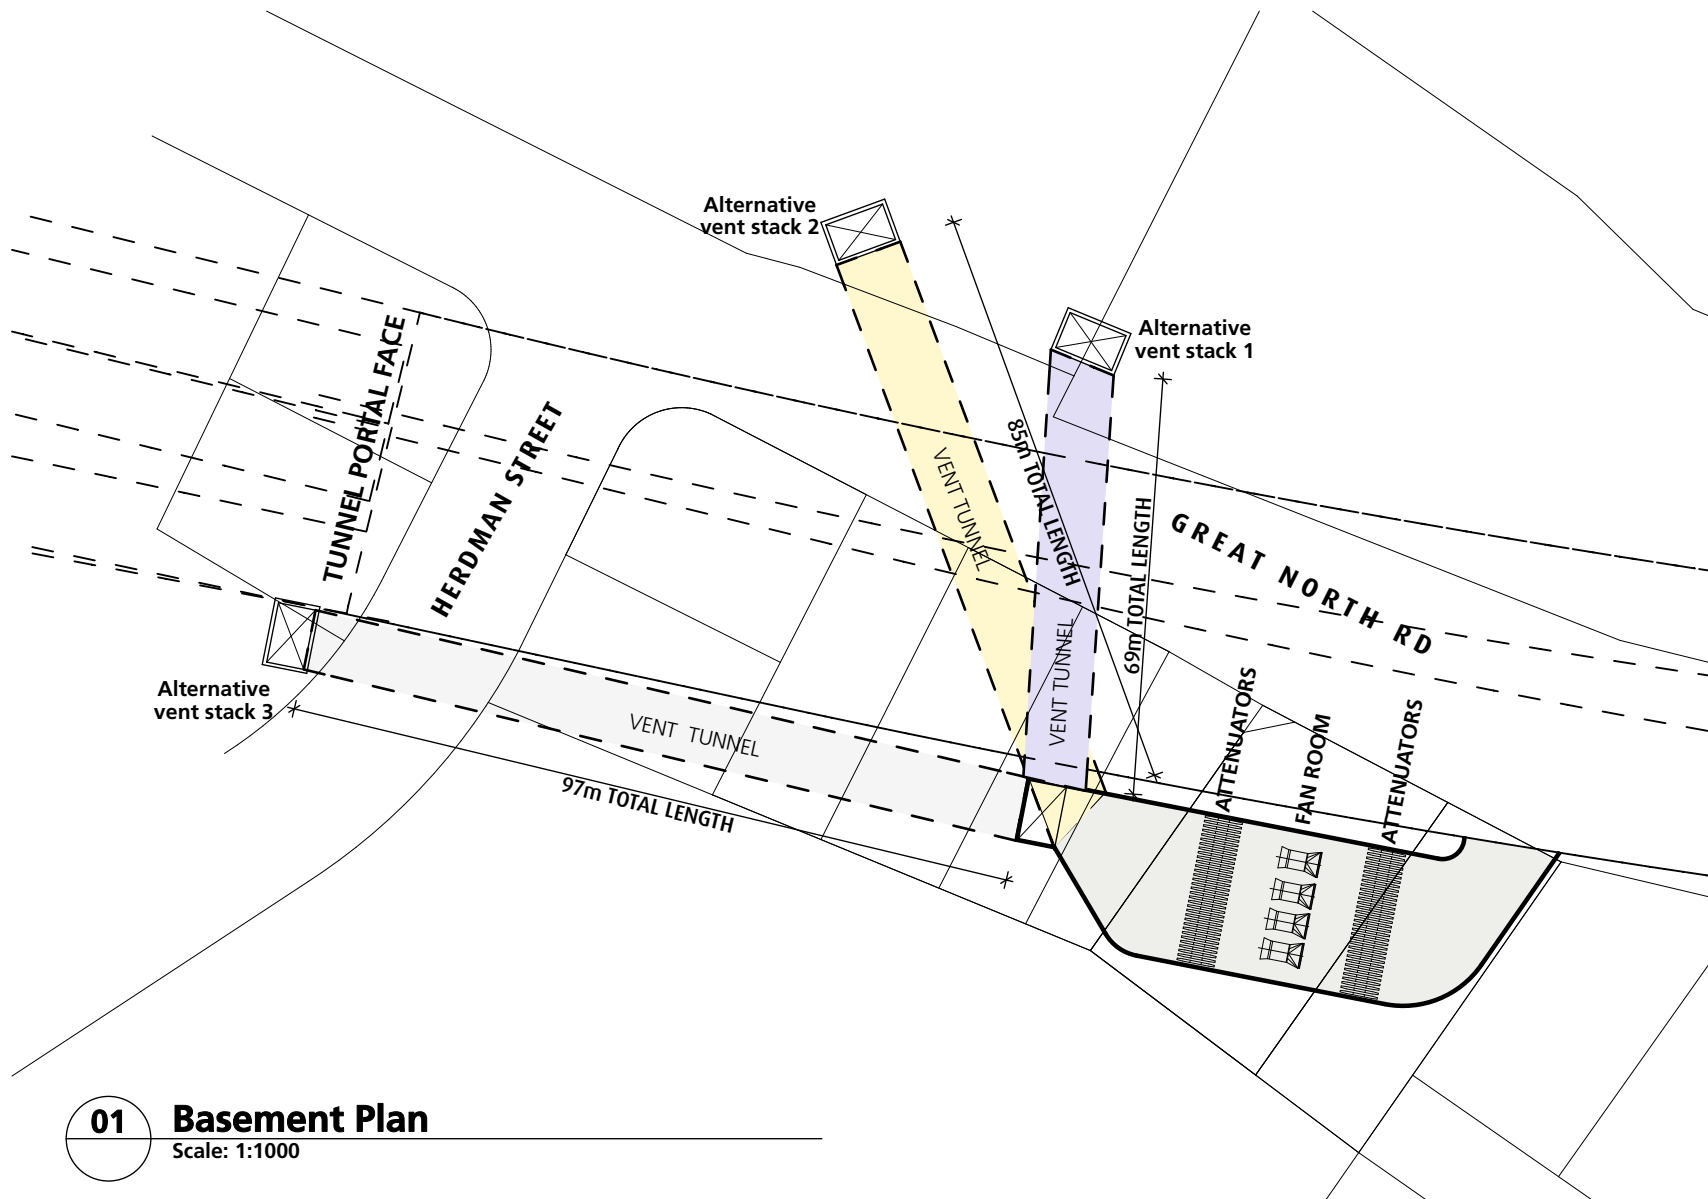 Alternative
vent stack 2
Alternative
vent stack 1
TUNNEL PORTAL FACE
HERDMAN STREET
VENT TUNNEL
85m TOTAL LENGTH
VENT TUNNEL
69m TOTAL LENGTH
GREAT NORTH RD
Alternative
vent stack 3
VENT TUNNEL
97m TOTAL LENGTH
ATTENUATORS
FAN ROOM
ATTENUATORS
01
Basement Plan
Scale: 1:1000